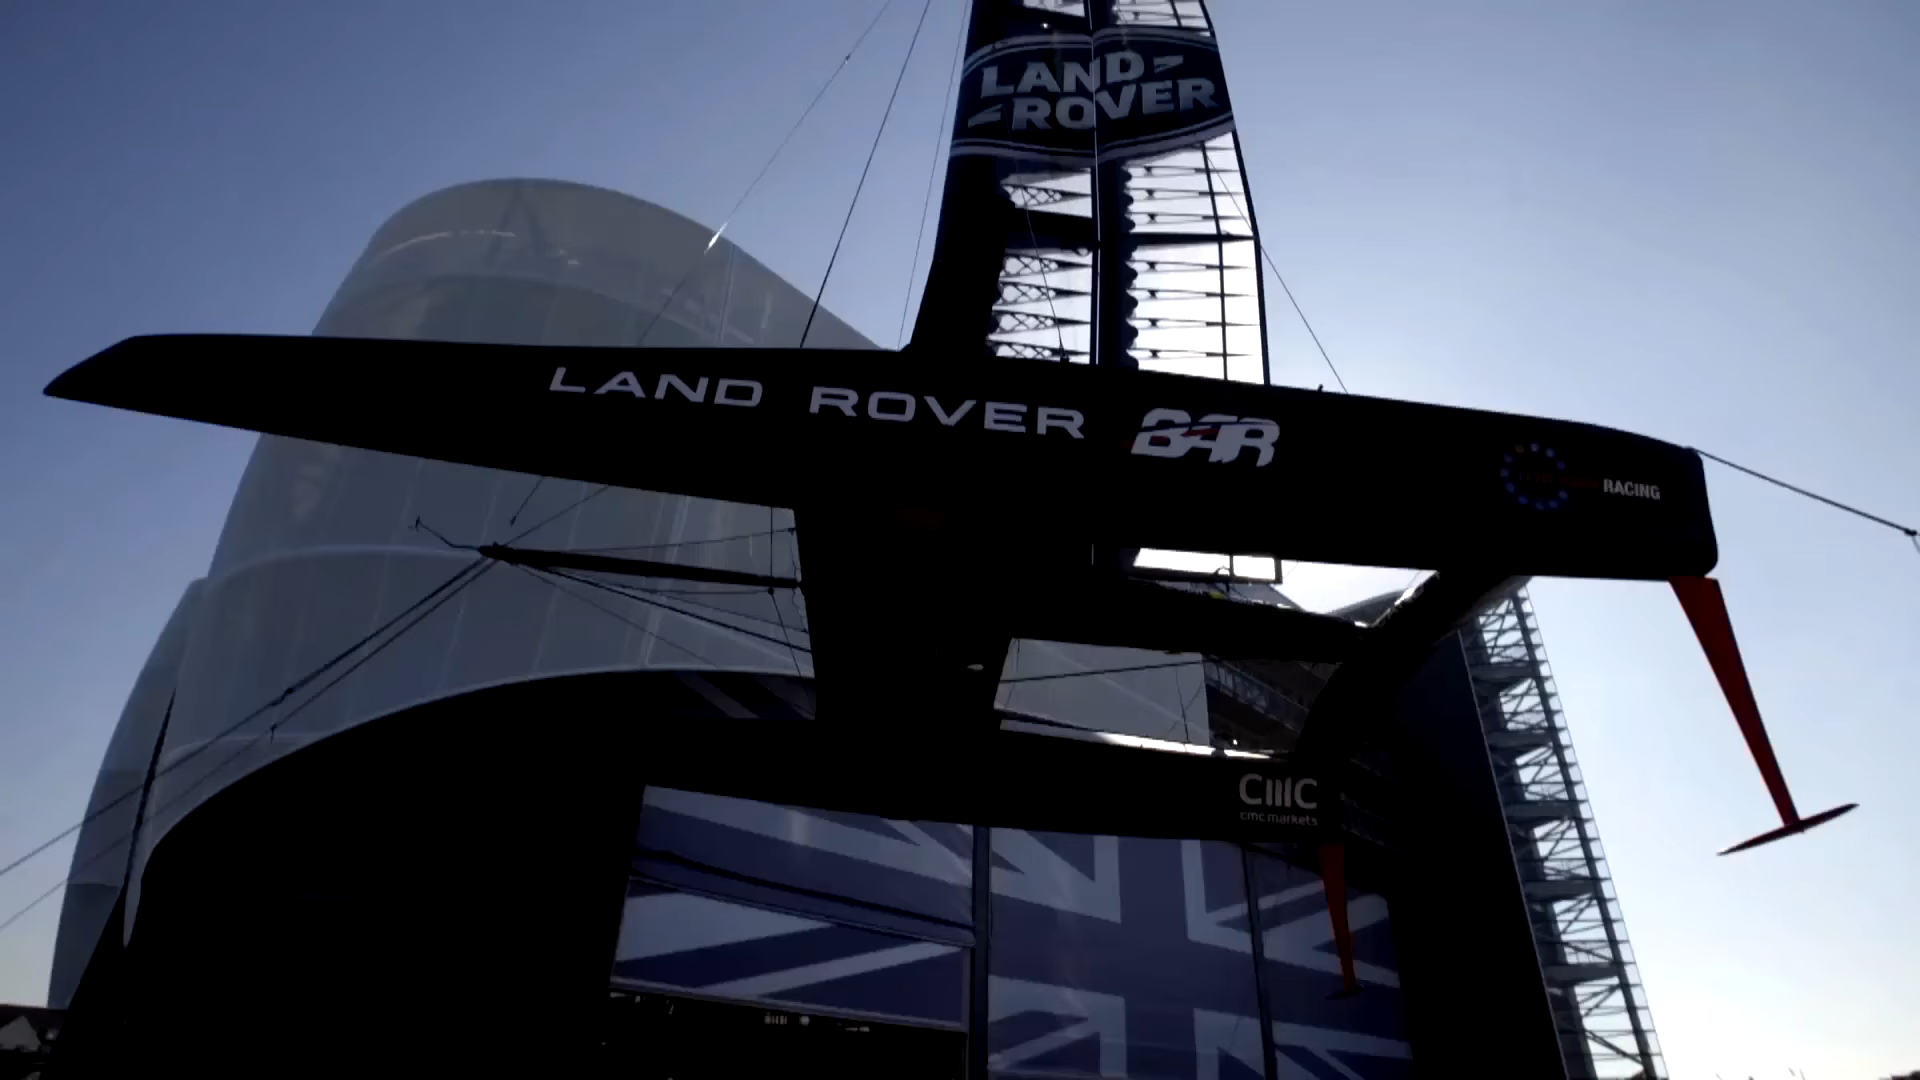 LAND
ROVER
LAND ROVER BAR
RACING
CMC
cmc markets